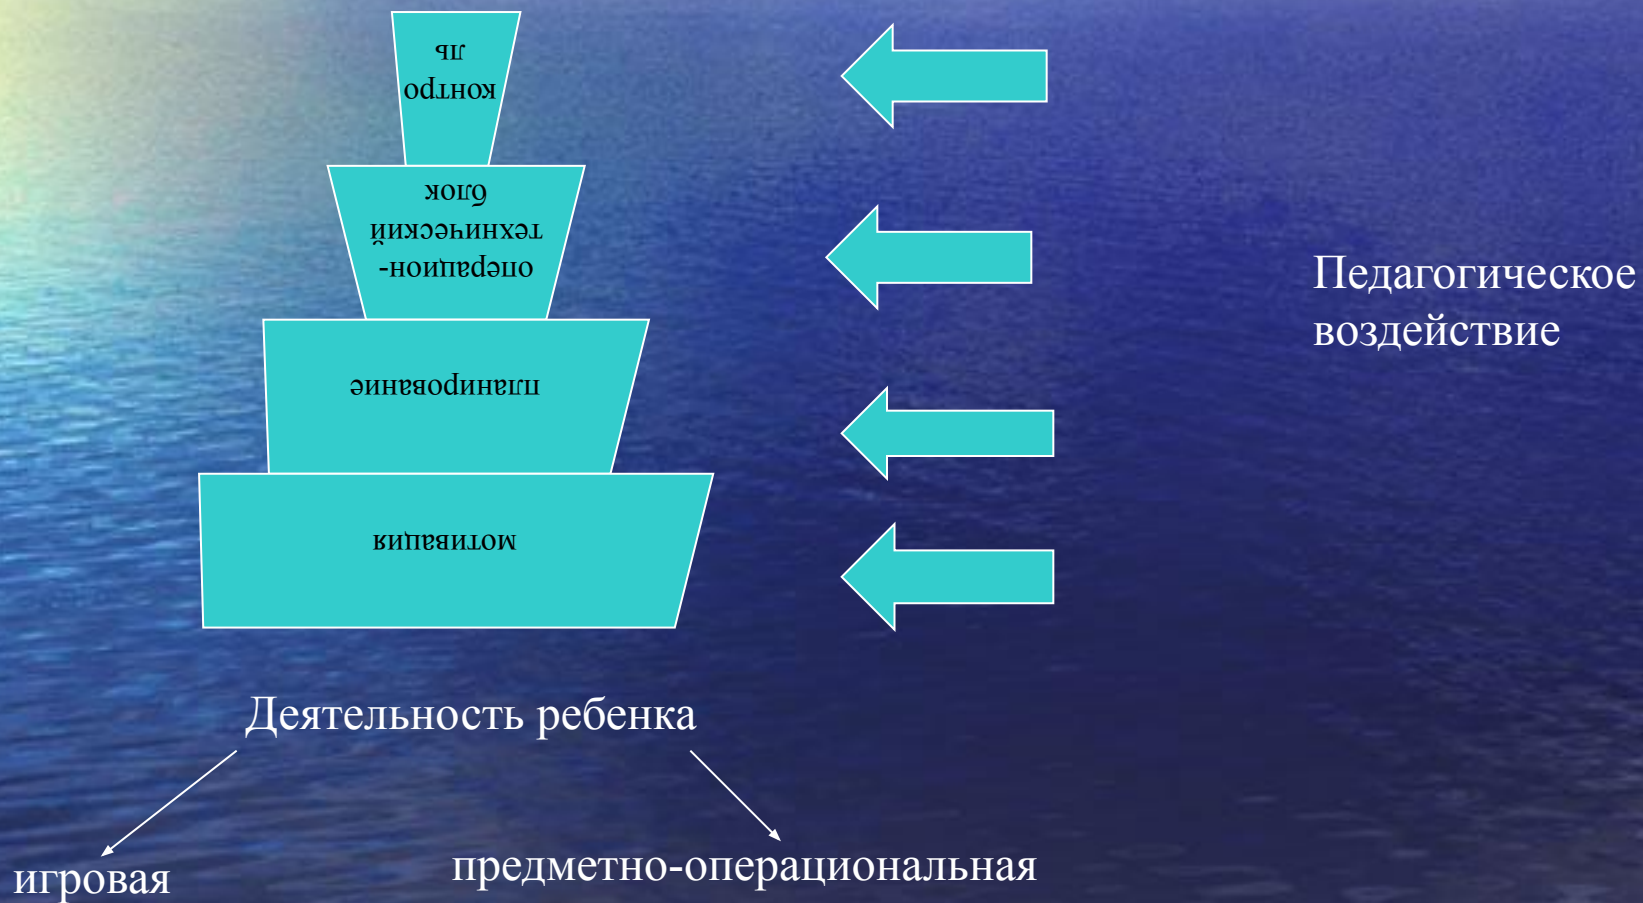 контро
ль
операцион-
технический
блок
планирование
мотивация
Педагогическое
воздействие
Деятельность ребенка
игровая
предметно-операциональная